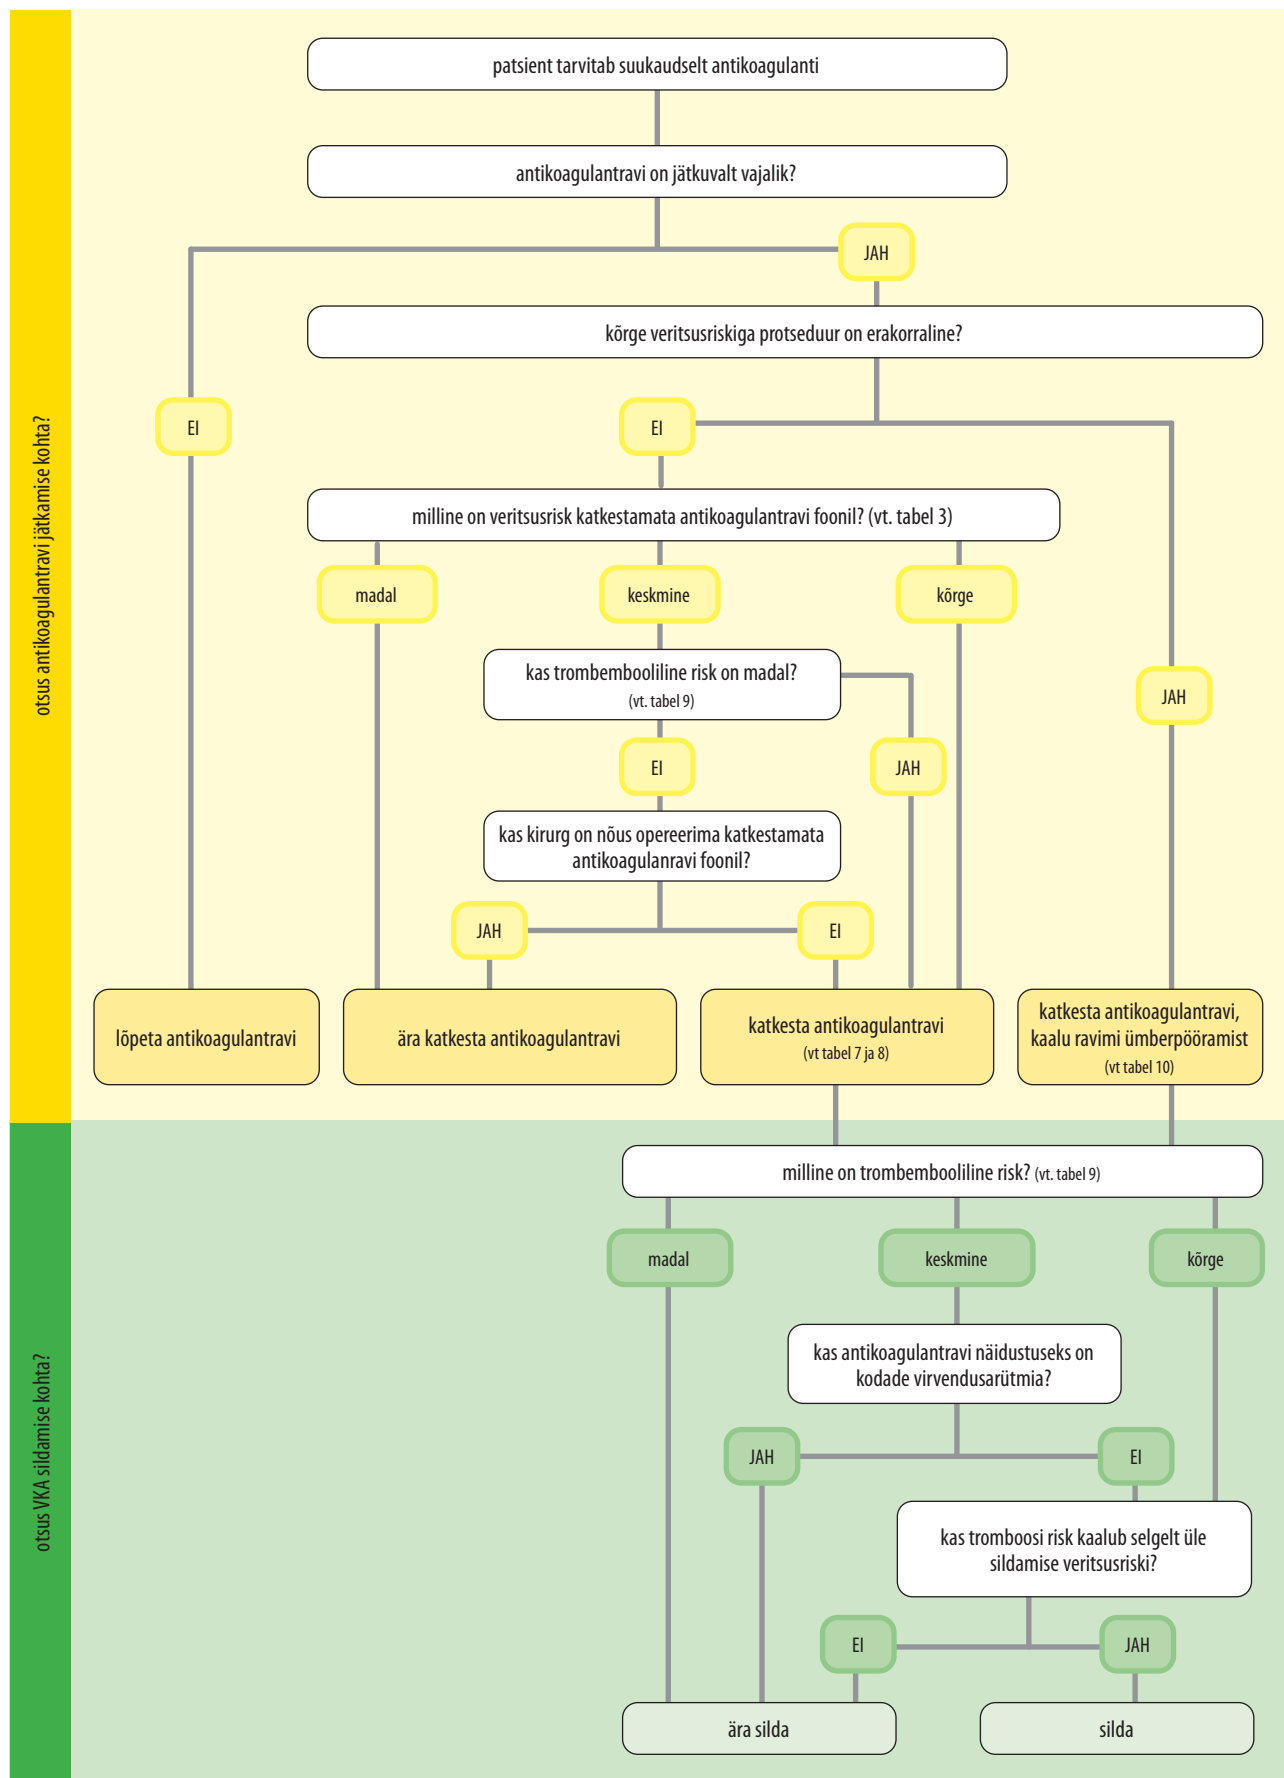 otsus antikoagulantravi jätkamise kohta?
patsient tarvitab suukaudselt antikoagulanti
antikoagulantravi on jätkuvalt vajalik?
JAH
kõrge veritsusriskiga protseduur on erakorraline?
EI
EI
milline on veritsusrisk katkestamata antikoagulantravi foonil? (vt. tabel 3)
madal
keskmine
kõrge
kas trombembooliline risk on madal?
(vt. tabel 9)
JAH
EI
JAH
kas kirurg on nõus opereerima katkestamata
antikoagulanravi foonil?
JAH
EI
lõpeta antikoagulantravi
ära katkesta antikoagulantravi
katkesta antikoagulantravi
(vt tabel 7 ja 8)
katkesta antikoagulantravi,
kaalu ravimi ümberpööramist
(vt tabel 10)
otsus VKA sildamise kohta?
milline on trombembooliline risk? (vt. tabel 9)
madal
keskmine
kõrge
kas antikoagulantravi näidustuseks on
kodade virvendusarütmia?
JAH
EI
kas tromboosi risk kaalub selgelt üle
sildamise veritsusriski?
EI
JAH
ära silda
silda